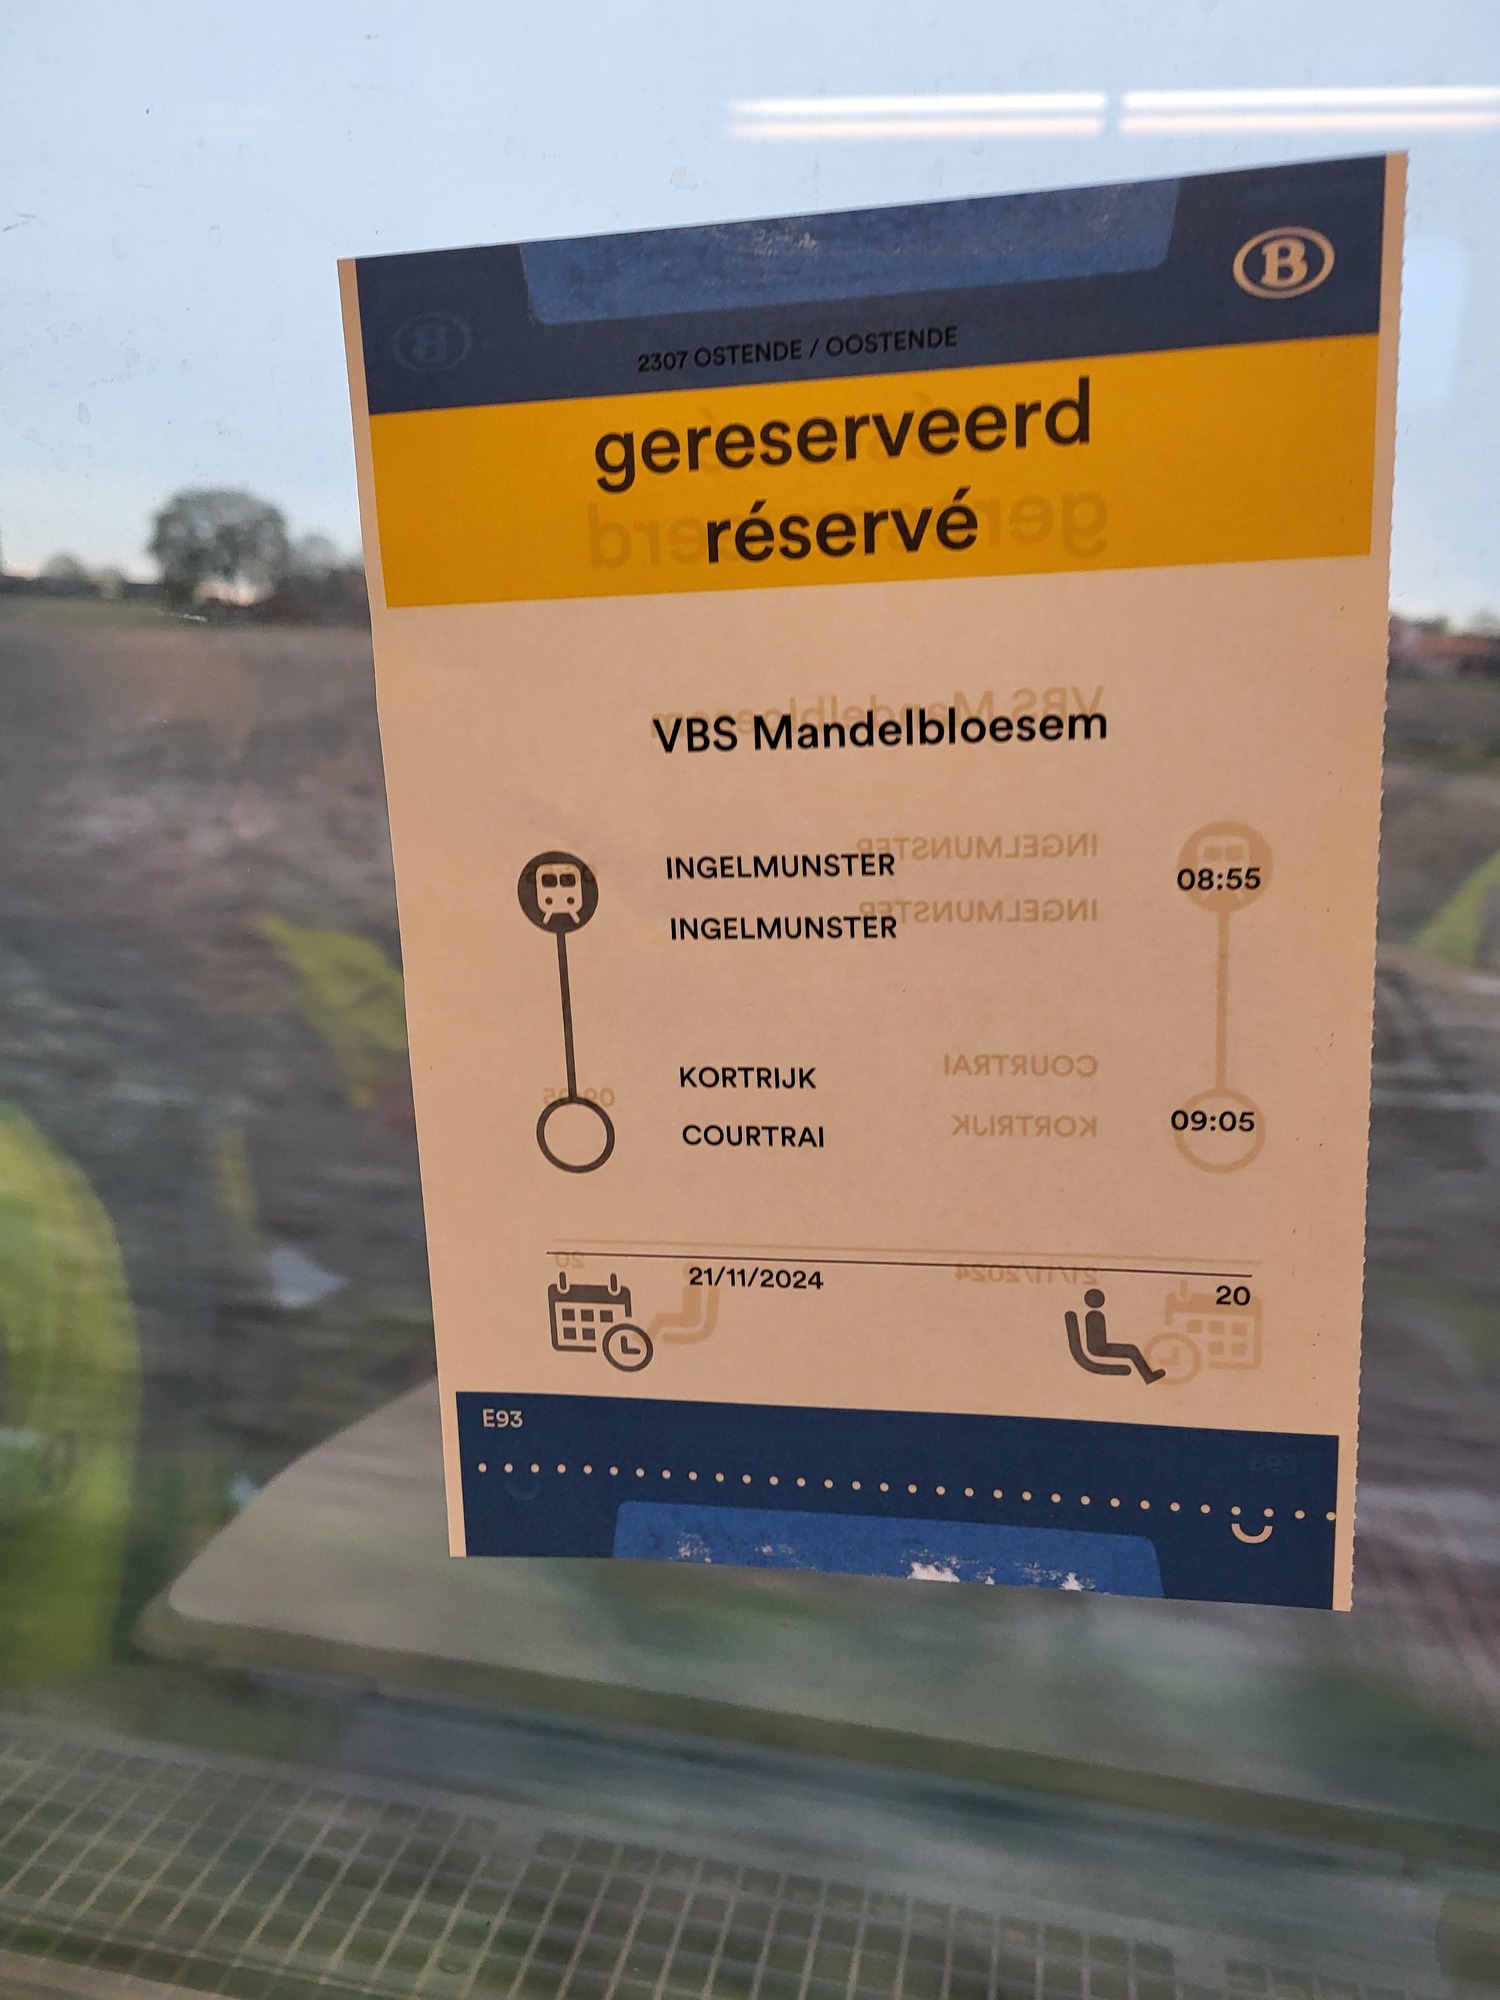 B
2307 OSTENDE / OOSTENDE
gereserveerd
réservé
VBS Mandelbloesem
INGELMUNSTER 08:55
INGELMUNSTER
KORTRIJK 09:05
COURTRAI
21/11/2024 20
E93